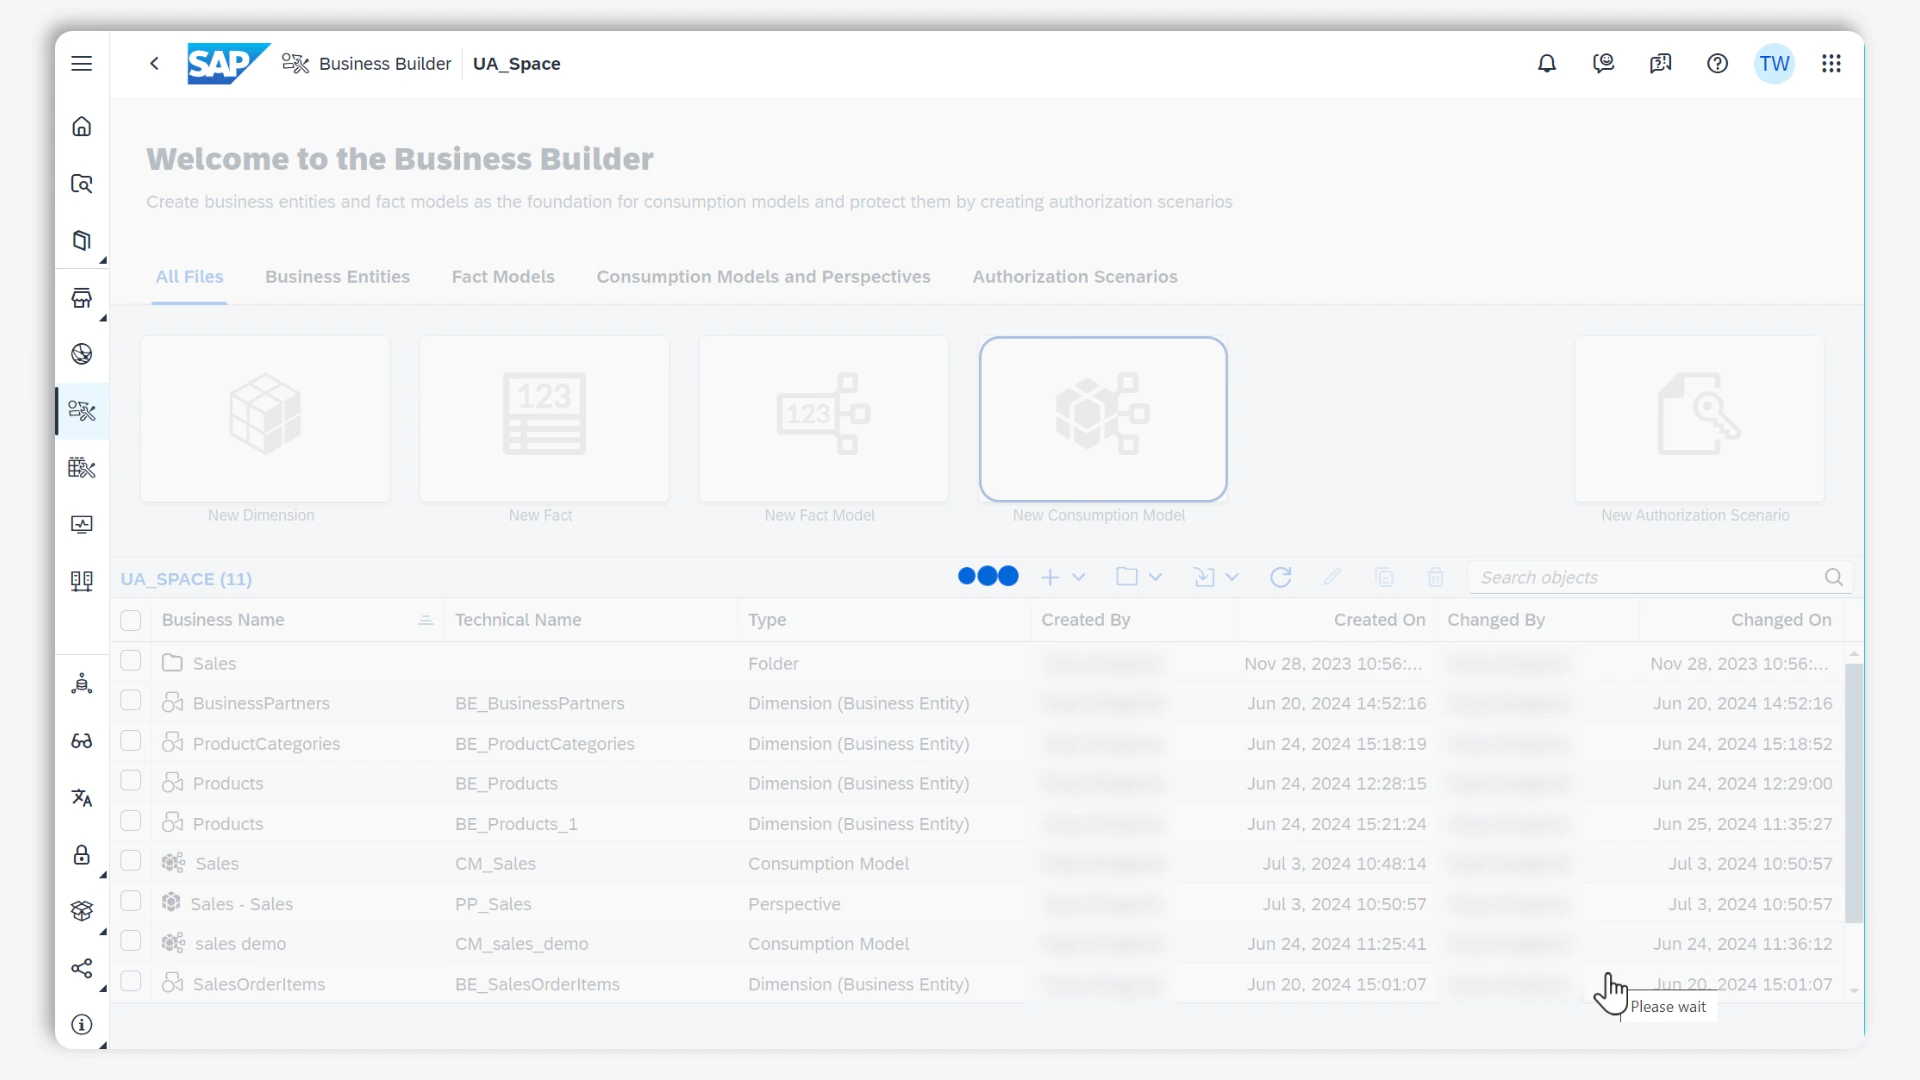 SAP Business Builder UA_Space TW
Welcome to the Business Builder
Create business entities and fact models as the foundation for consumption models and protect them by creating authorization scenarios
All Files Business Entities Fact Models Consumption Models and Perspectives Authorization Scenarios
123 123
New Dimension New Fact New Fact Model New Consumption Model New Authorization Scenario
UA_SPACE (11) Search objects
Business Name Technical Name Type Created By Created On Changed By Changed On
Sales Folder Nov 28, 2023 10:56:... Nov 28, 2023 10:56:...
BusinessPartners BE_BusinessPartners Dimension (Business Entity) Jun 20, 2024 14:52:16 Jun 20, 2024 14:52:16
ProductCategories BE_ProductCategories Dimension (Business Entity) Jun 24, 2024 15:18:19 Jun 24, 2024 15:18:52
Products BE_Products Dimension (Business Entity) Jun 24, 2024 12:28:15 Jun 24, 2024 12:29:00
Products BE_Products_1 Dimension (Business Entity) Jun 24, 2024 15:21:24 Jun 25, 2024 11:35:27
Sales CM_Sales Consumption Model Jul 3, 2024 10:48:14 Jul 3, 2024 10:50:57
Sales - Sales PP_Sales Perspective Jul 3, 2024 10:50:57 Jul 3, 2024 10:50:57
sales demo CM_sales_demo Consumption Model Jun 24, 2024 11:25:41 Jun 24, 2024 11:36:12
SalesOrderItems BE_SalesOrderItems Dimension (Business Entity) Jun 20, 2024 15:01:07 Jun 20, 2024 15:01:07
Please wait